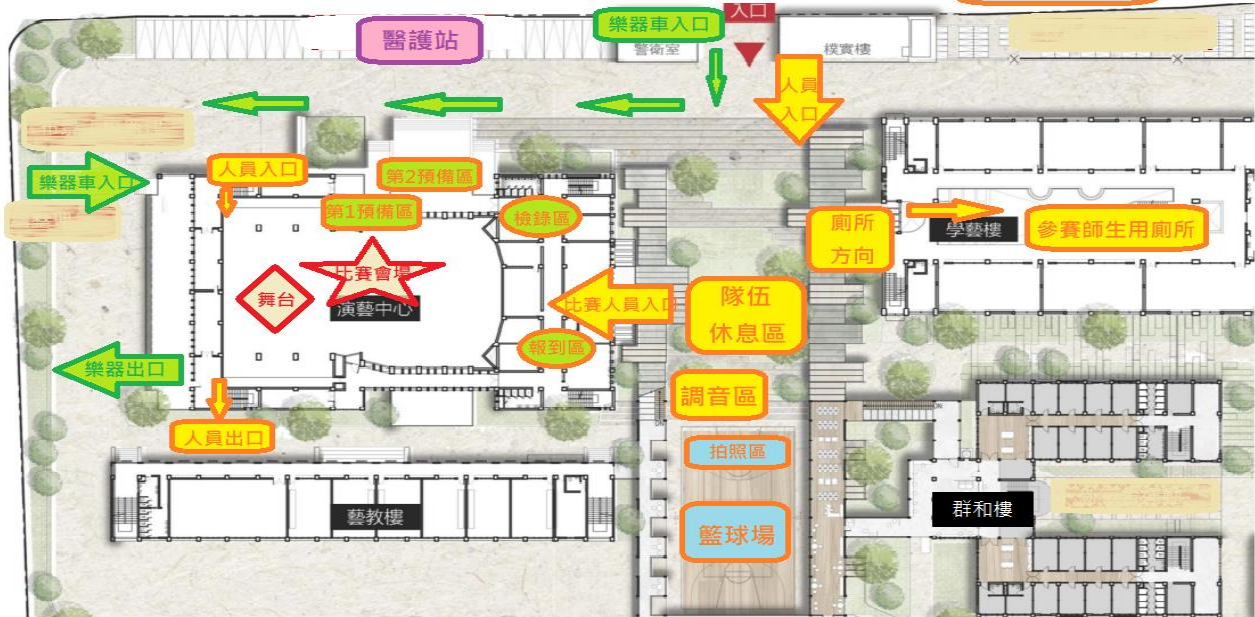 入口
樂器車入口
醫護站
警衛室
樸實樓
人員
入口
樂器車入口
人員入口
第2預備區
第1預備區
檢錄區
廁所
方向
學藝樓
參賽師生用廁所
比賽會場
舞台
演藝中心
比賽人員入口
隊伍
休息區
報到區
樂器出口
調音區
人員出口
拍照區
藝教樓
群和樓
籃球場